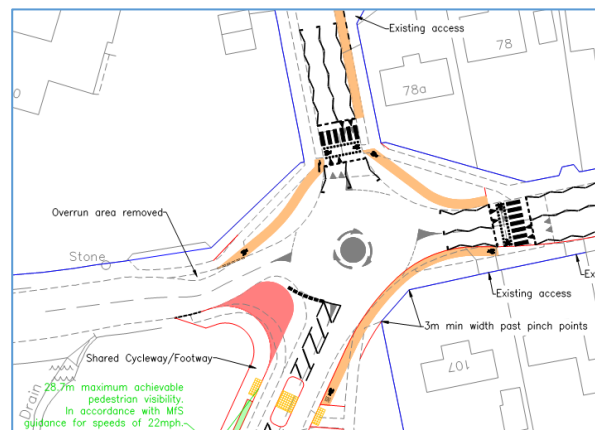 Existing access
78
78a
Overrun area removed
Stone
Existing access
Ex
3m min width past pinch points
Shared Cycleway/Footway
107
Drain
28.7m maximum achievable
pedestrian visibility.
In accordance with MfS
guidance for speeds of 22mph.